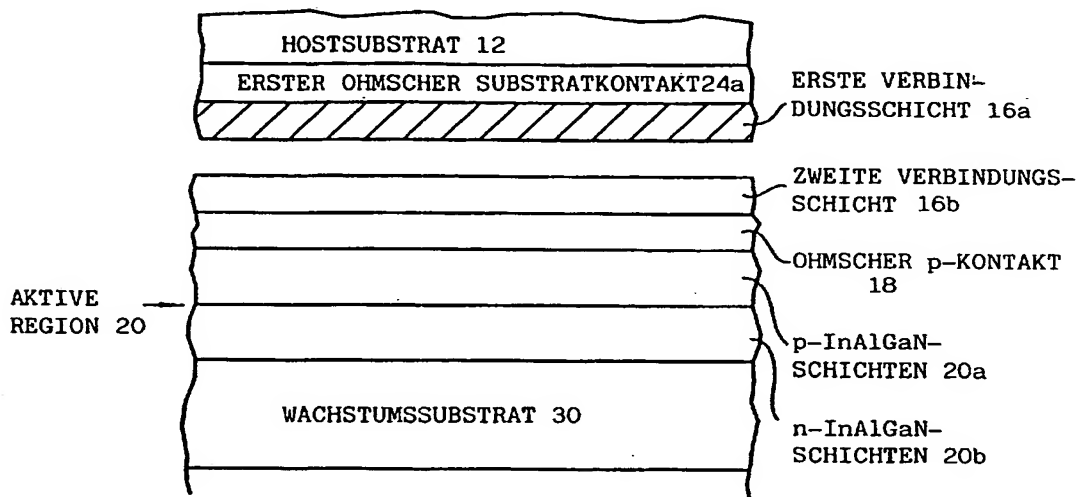 HOSTSUBSTRAT 12
ERSTER OHMSCHER SUBSTRATKONTAKT24a
ERSTE VERBIN-
DUNGSSCHICHT 16a
ZWEITE VERBINDUNGS-
SCHICHT 16b
OHMSCHER p-KONTAKT
18
AKTIVE
REGION 20
p-InAlGaN-
SCHICHTEN 20a
WACHSTUMSSUBSTRAT 30
n-InAlGaN-
SCHICHTEN 20b